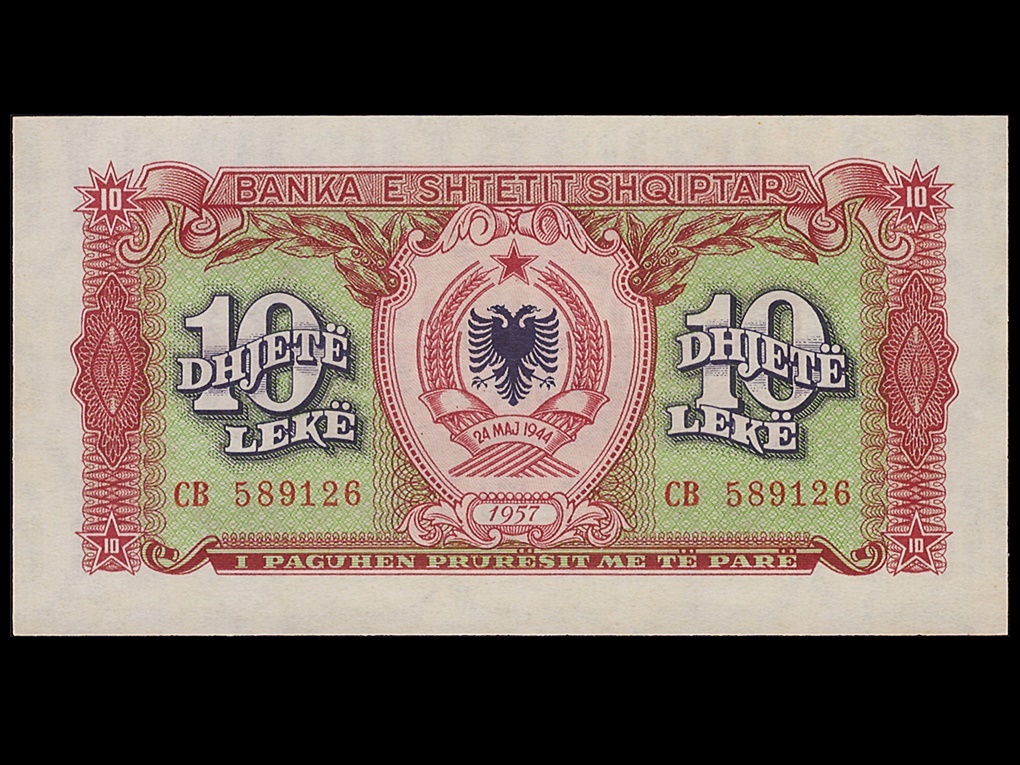 10
BANKA E SHTETIT SHQIPTAR
10
10
DHJETË
LEKË
10
DHJETË
LEKË
24 MAJ 1944
CB 589126
CB 589126
1957
10
I PAGUHEN PRURËSIT ME TË PARË
10